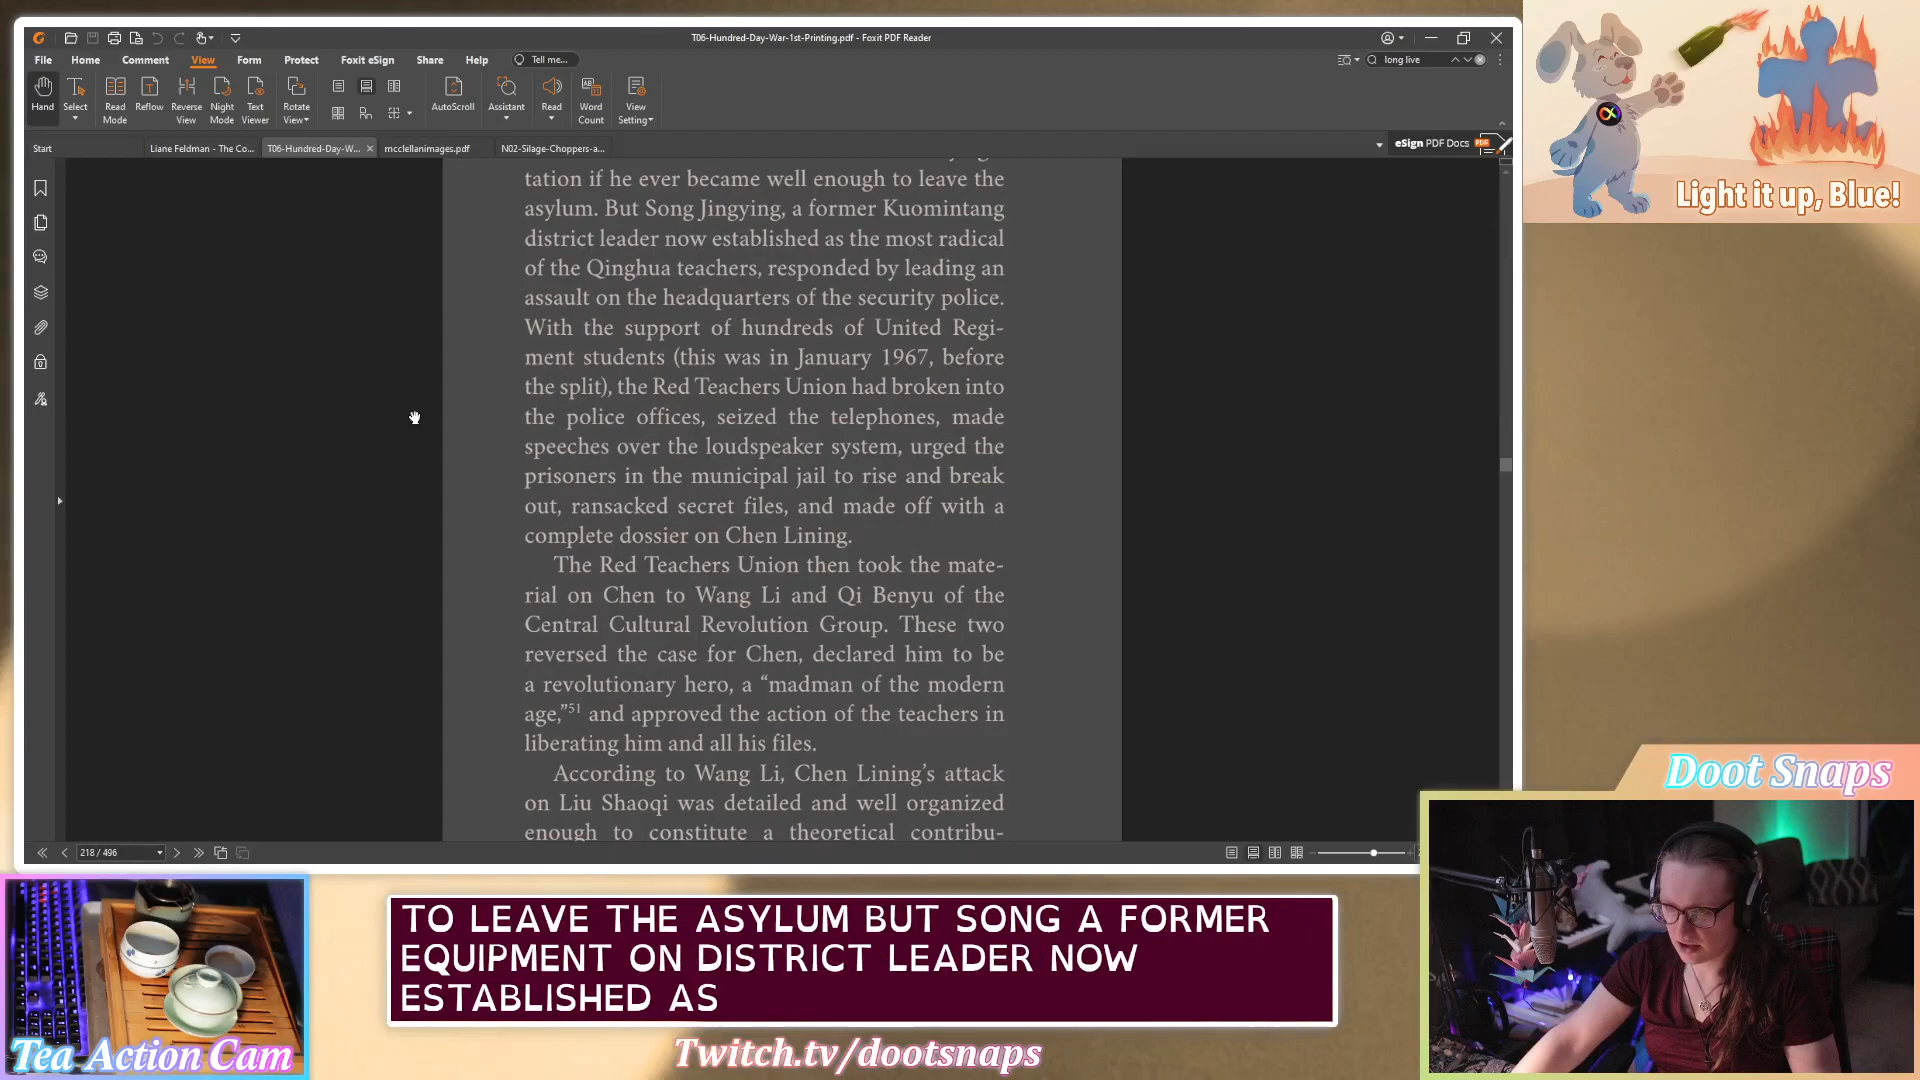 T06-Hundred-Day-War-1st-Printing.pdf - Foxit PDF Reader
File Home Comment View Form Protect Foxit eSign Share Help Tell me...
long live
Hand Select Read Mode Reflow Reverse View Night Mode Text Viewer Rotate View AutoScroll Assistant Read Word Count View Setting
Start Liane Feldman - The Co... T06-Hundred-Day-W... mcclellanimages.pdf N02-Silage-Choppers-a... eSign PDF Docs
tation if he ever became well enough to leave the
asylum. But Song Jingying, a former Kuomintang
district leader now established as the most radical
of the Qinghua teachers, responded by leading an
assault on the headquarters of the security police.
With the support of hundreds of United Regi-
ment students (this was in January 1967, before
the split), the Red Teachers Union had broken into
the police offices, seized the telephones, made
speeches over the loudspeaker system, urged the
prisoners in the municipal jail to rise and break
out, ransacked secret files, and made off with a
complete dossier on Chen Lining.
The Red Teachers Union then took the mate-
rial on Chen to Wang Li and Qi Benyu of the
Central Cultural Revolution Group. These two
reversed the case for Chen, declared him to be
a revolutionary hero, a “madman of the modern
age,”51 and approved the action of the teachers in
liberating him and all his files.
According to Wang Li, Chen Lining’s attack
on Liu Shaoqi was detailed and well organized
enough to constitute a theoretical contribu-
218 / 496
Light it up, Blue!
Doot Snaps
TO LEAVE THE ASYLUM BUT SONG A FORMER
EQUIPMENT ON DISTRICT LEADER NOW
ESTABLISHED AS
Tea Action Cam
Twitch.tv/dootsnaps